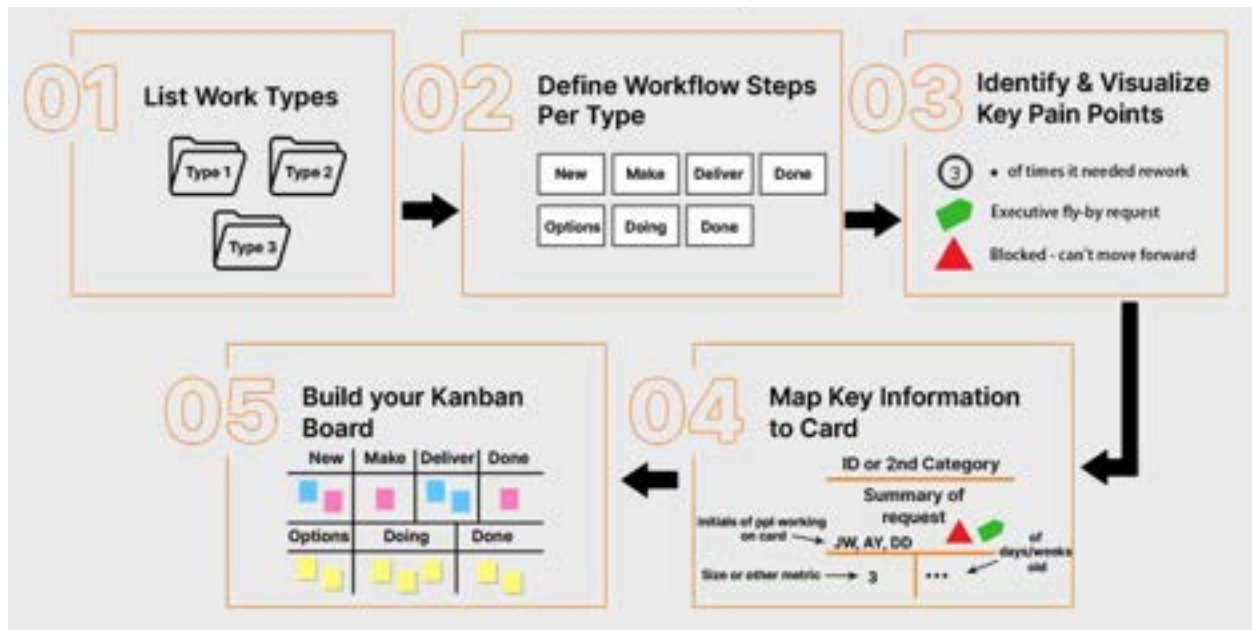 01
List Work Types
Type 1
Type 2
Type 3
02
Define Workflow Steps
Per Type
New
Make
Deliver
Done
Options
Doing
Done
03
Identify & Visualize
Key Pain Points
3
• of times it needed rework
Executive fly-by request
Blocked - can't move forward
05
Build your Kanban
Board
New Make Deliver Done
Options Doing Done
04
Map Key Information
to Card
ID or 2nd Category
Summary of
request
Initials of ppl working
on card
JW, AY, DD
of
days/weeks
old
Size or other metric
3
•••